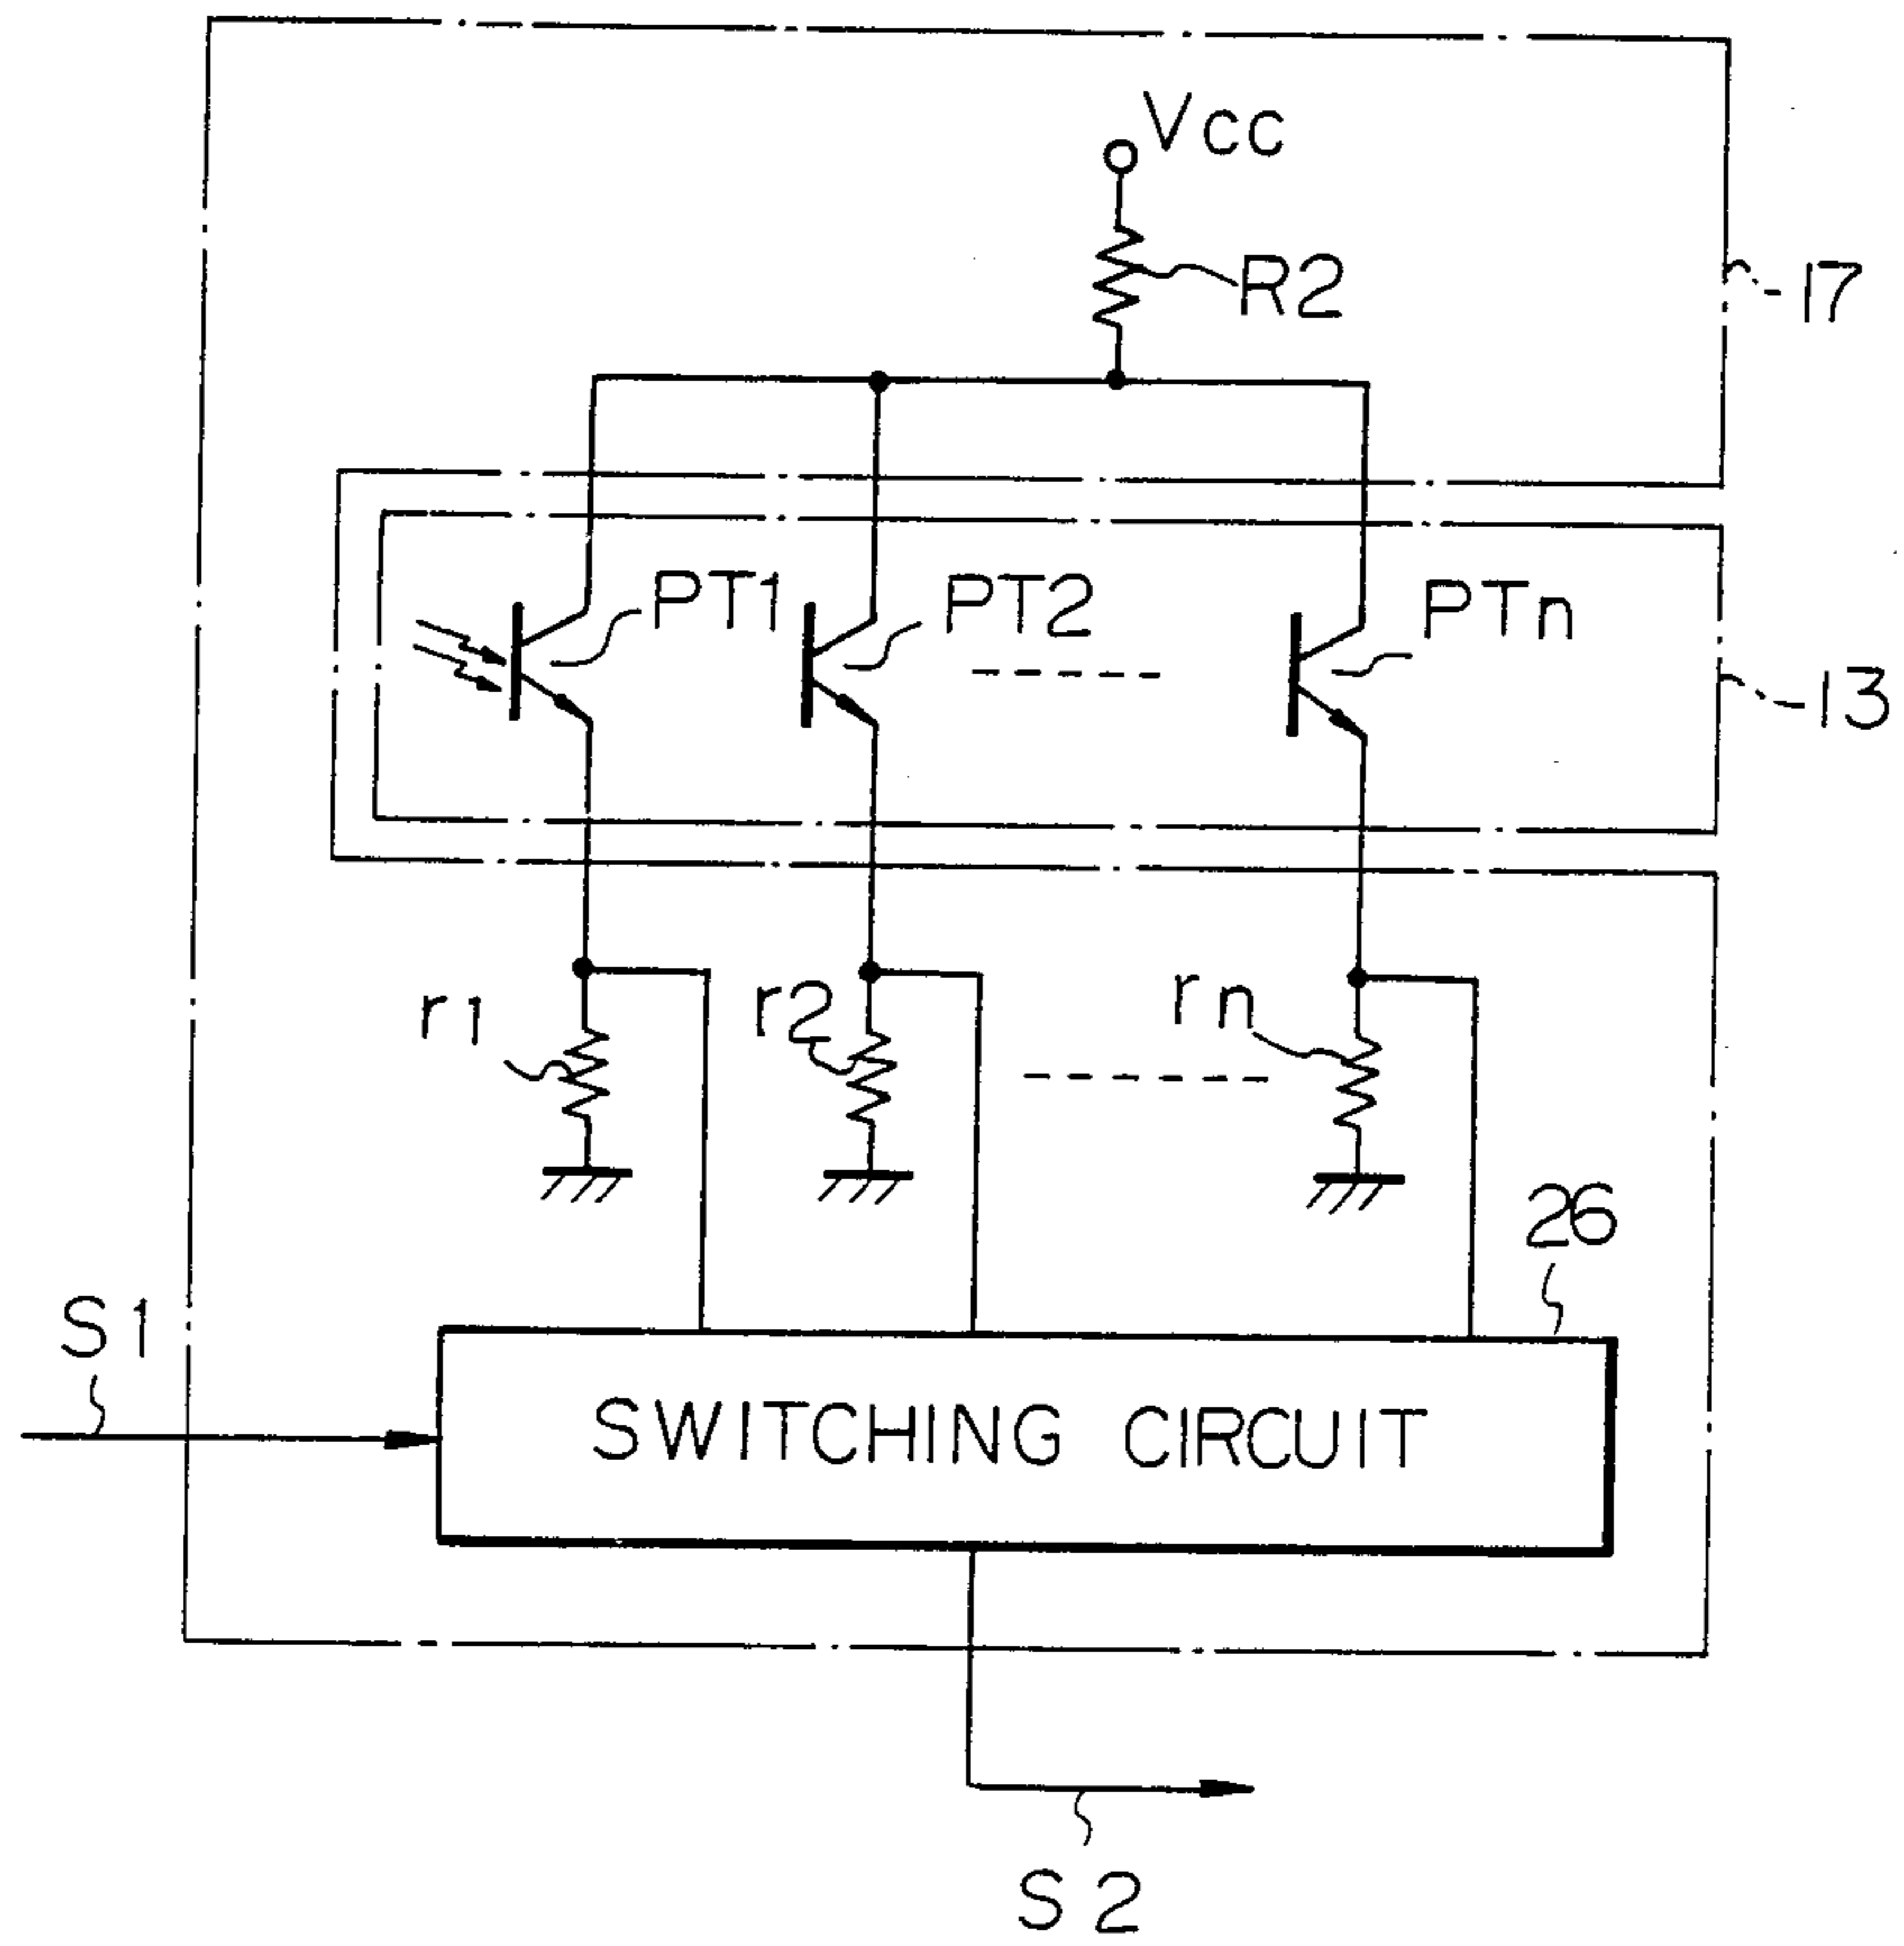 Vcc
R2
17
PT1
PT2
PTn
13
r1
r2
rn
26
S1
SWITCHING CIRCUIT
S2